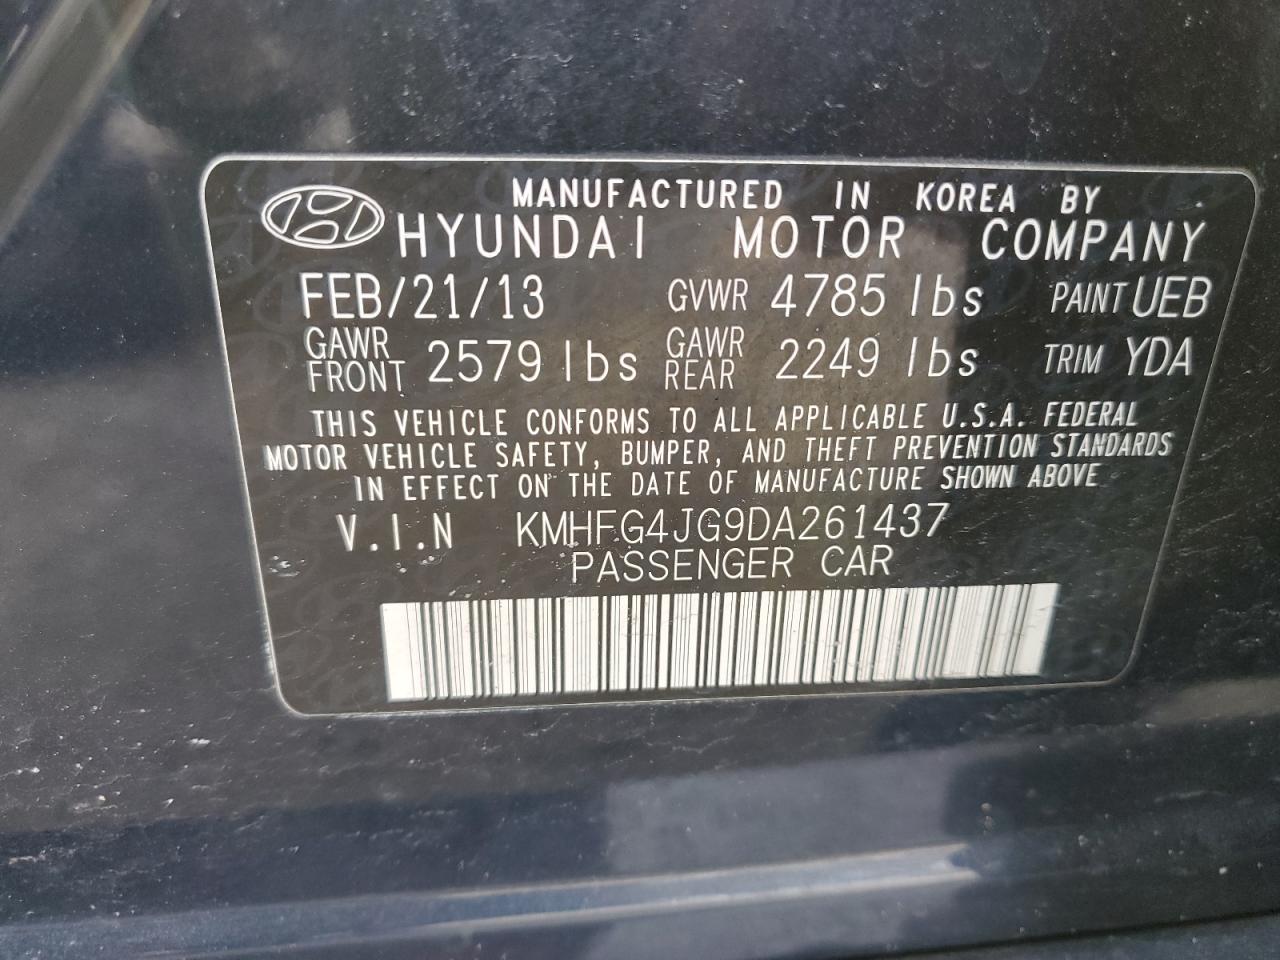 MANUFACTURED IN KOREA BY
HYUNDAI MOTOR COMPANY
FEB/21/13 GVWR 4785 lbs PAINT UEB
GAWR FRONT 2579 lbs GAWR REAR 2249 lbs TRIM YDA
THIS VEHICLE CONFORMS TO ALL APPLICABLE U.S.A. FEDERAL
MOTOR VEHICLE SAFETY, BUMPER, AND THEFT PREVENTION STANDARDS
IN EFFECT ON THE DATE OF MANUFACTURE SHOWN ABOVE
V.I.N KMHFG4JG9DA261437
PASSENGER CAR